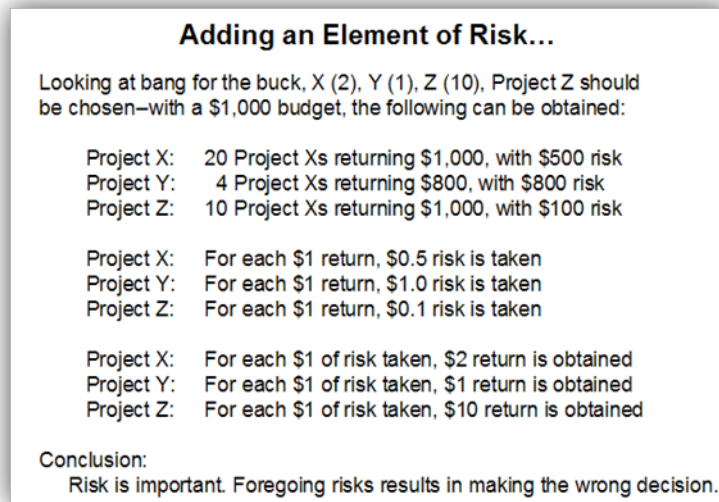 Adding an Element of Risk...
Looking at bang for the buck, X (2), Y (1), Z (10), Project Z should
be chosen–with a $1,000 budget, the following can be obtained:
Project X: 20 Project Xs returning $1,000, with $500 risk
Project Y: 4 Project Xs returning $800, with $800 risk
Project Z: 10 Project Xs returning $1,000, with $100 risk
Project X: For each $1 return, $0.5 risk is taken
Project Y: For each $1 return, $1.0 risk is taken
Project Z: For each $1 return, $0.1 risk is taken
Project X: For each $1 of risk taken, $2 return is obtained
Project Y: For each $1 of risk taken, $1 return is obtained
Project Z: For each $1 of risk taken, $10 return is obtained
Conclusion:
Risk is important. Foregoing risks results in making the wrong decision.